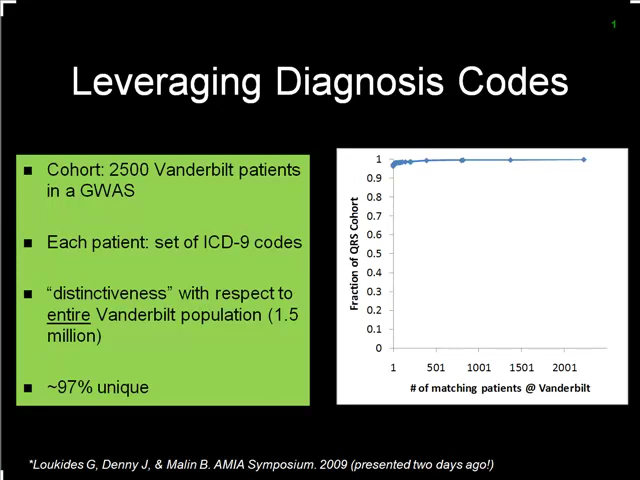 1
Leveraging Diagnosis Codes
■ Cohort: 2500 Vanderbilt patients
in a GWAS
■ Each patient: set of ICD-9 codes
■ “distinctiveness” with respect to
entire Vanderbilt population (1.5
million)
■ ~97% unique
Fraction of QRS Cohort
1
0.9
0.8
0.7
0.6
0.5
0.4
0.3
0.2
0.1
0
1 501 1001 1501 2001
# of matching patients @ Vanderbilt
*Loukides G, Denny J, & Malin B. AMIA Symposium. 2009 (presented two days ago!)